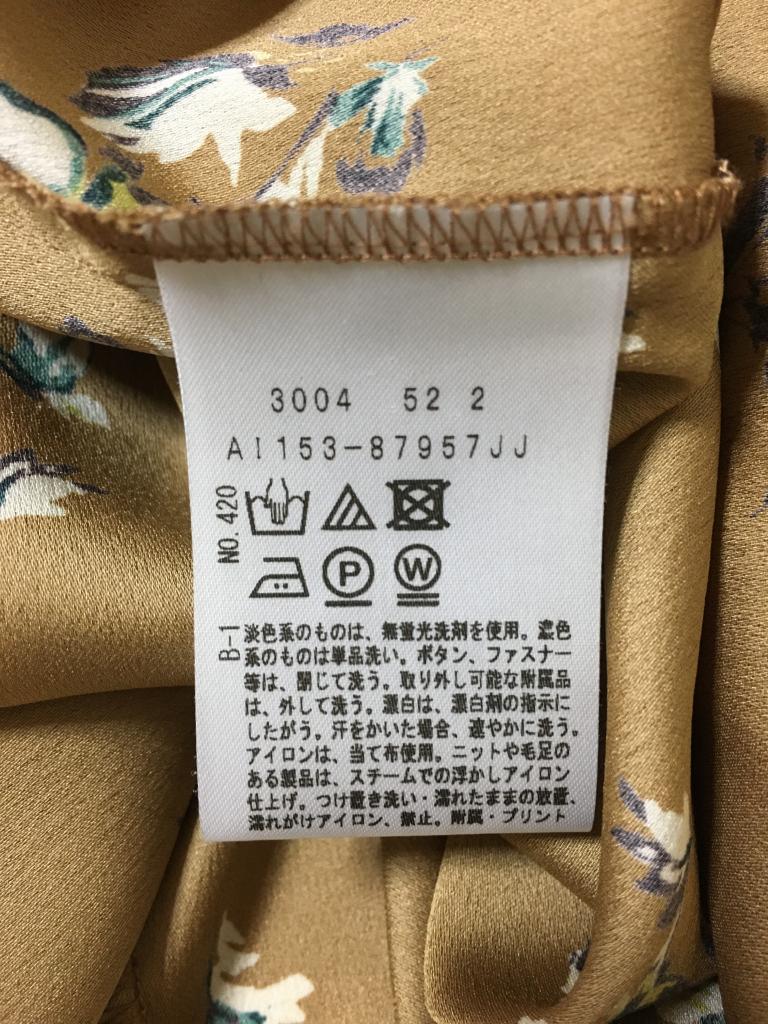 3004 52 2
AI153-87957JJ
NO. 420
P W
B-1
淡色系のものは、無蛍光洗剤を使用。濃色
系のものは単品洗い。ボタン、ファスナー
等は、閉じて洗う。取り外し可能な附属品
は、外して洗う。漂白は、漂白剤の指示に
したがう。汗をかいた場合、速やかに洗う。
アイロンは、当て布使用。ニットや毛足の
ある製品は、スチームでの浮かしアイロン
仕上げ。つけ置き洗い・濡れたままの放置、
濡れがけアイロン、禁止。附属・プリント